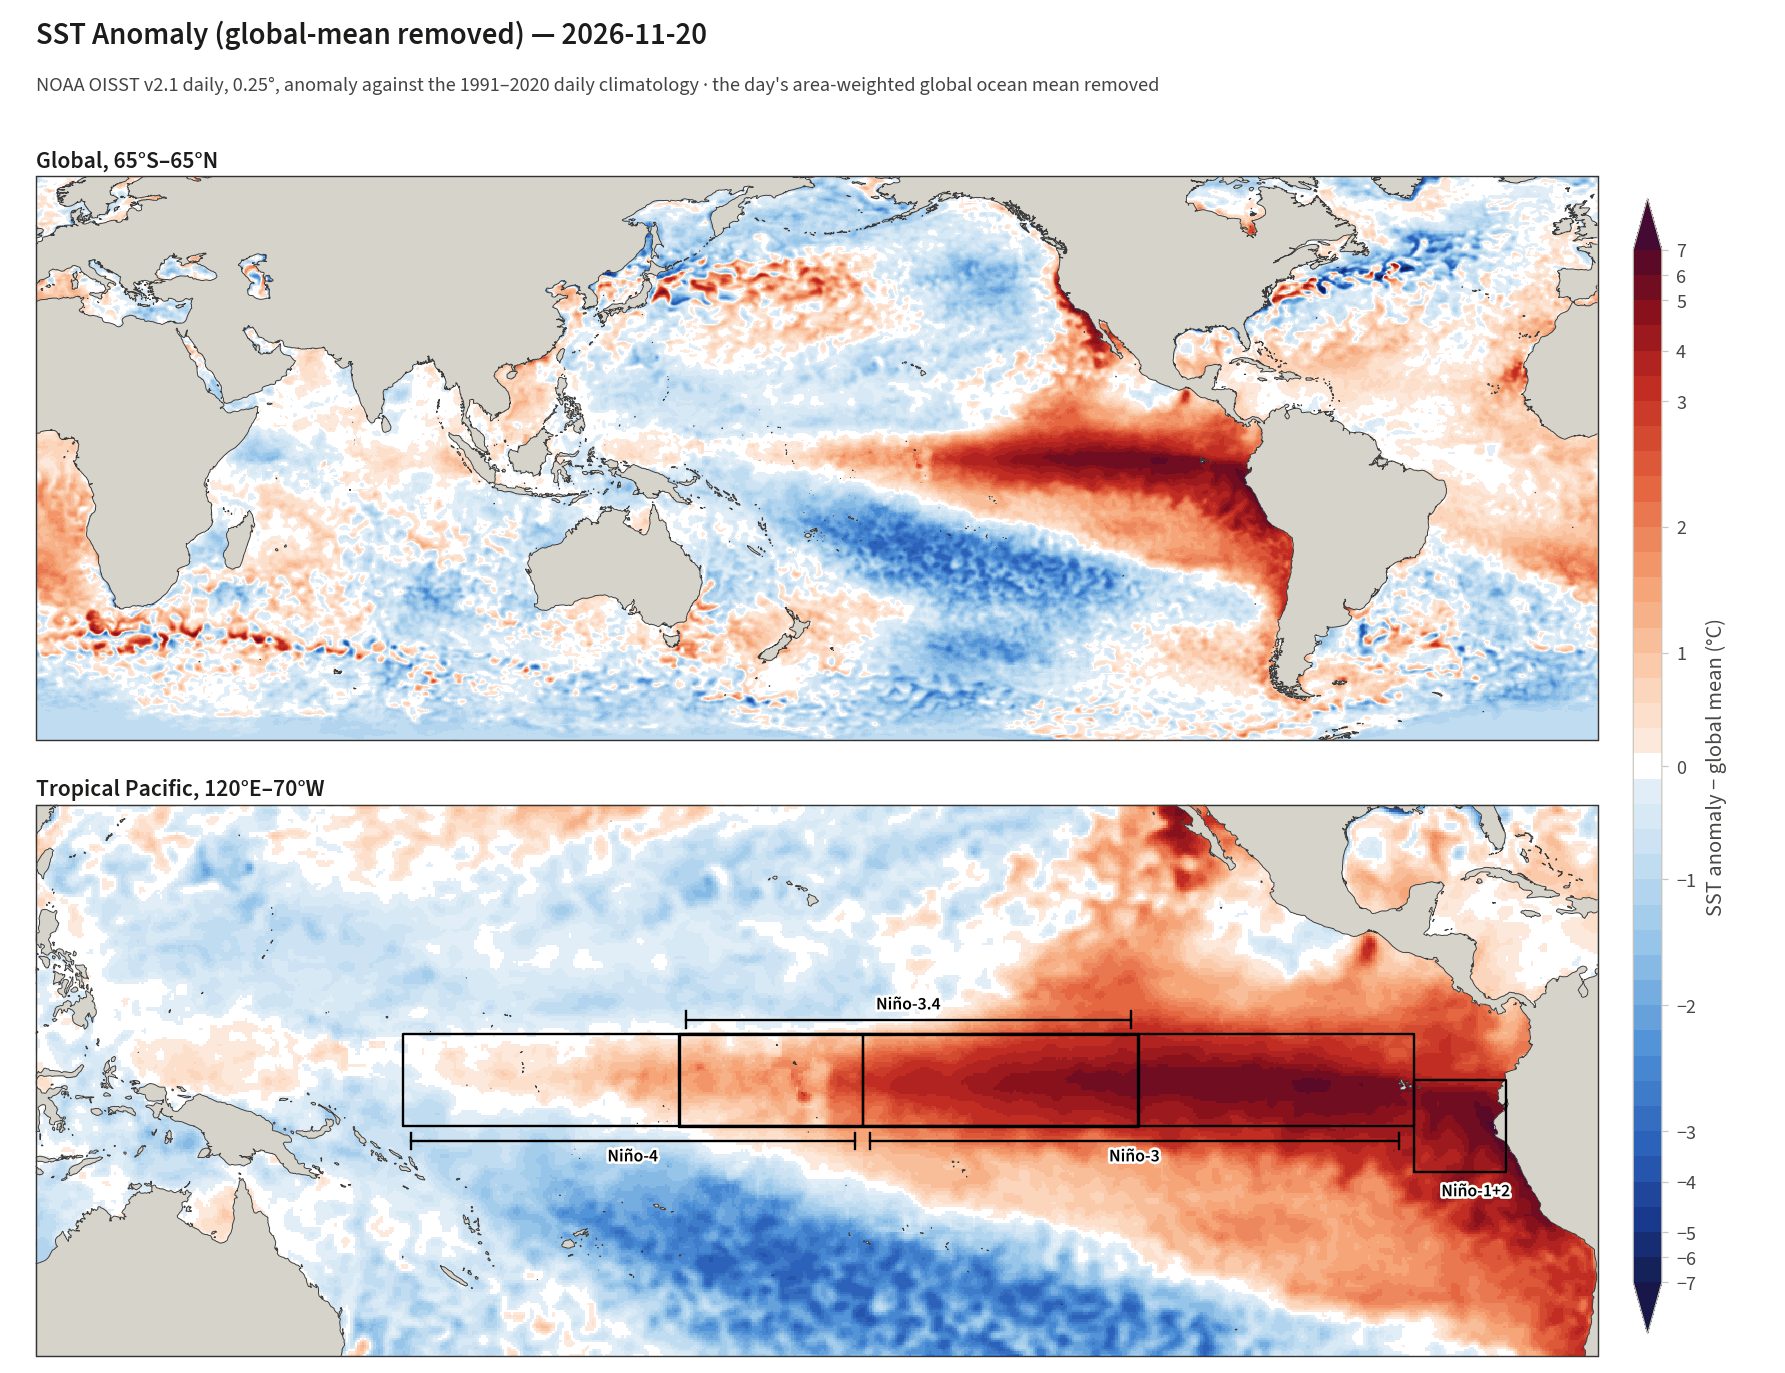 SST Anomaly (global-mean removed) — 2026-11-20
NOAA OISST v2.1 daily, 0.25°, anomaly against the 1991–2020 daily climatology · the day's area-weighted global ocean mean removed
Global, 65°S–65°N
7
6
5
4
3
2
1
0
−1
−2
−3
−4
−5
−6
−7
SST anomaly − global mean (°C)
Tropical Pacific, 120°E–70°W
Niño-3.4
Niño-4
Niño-3
Niño-1+2